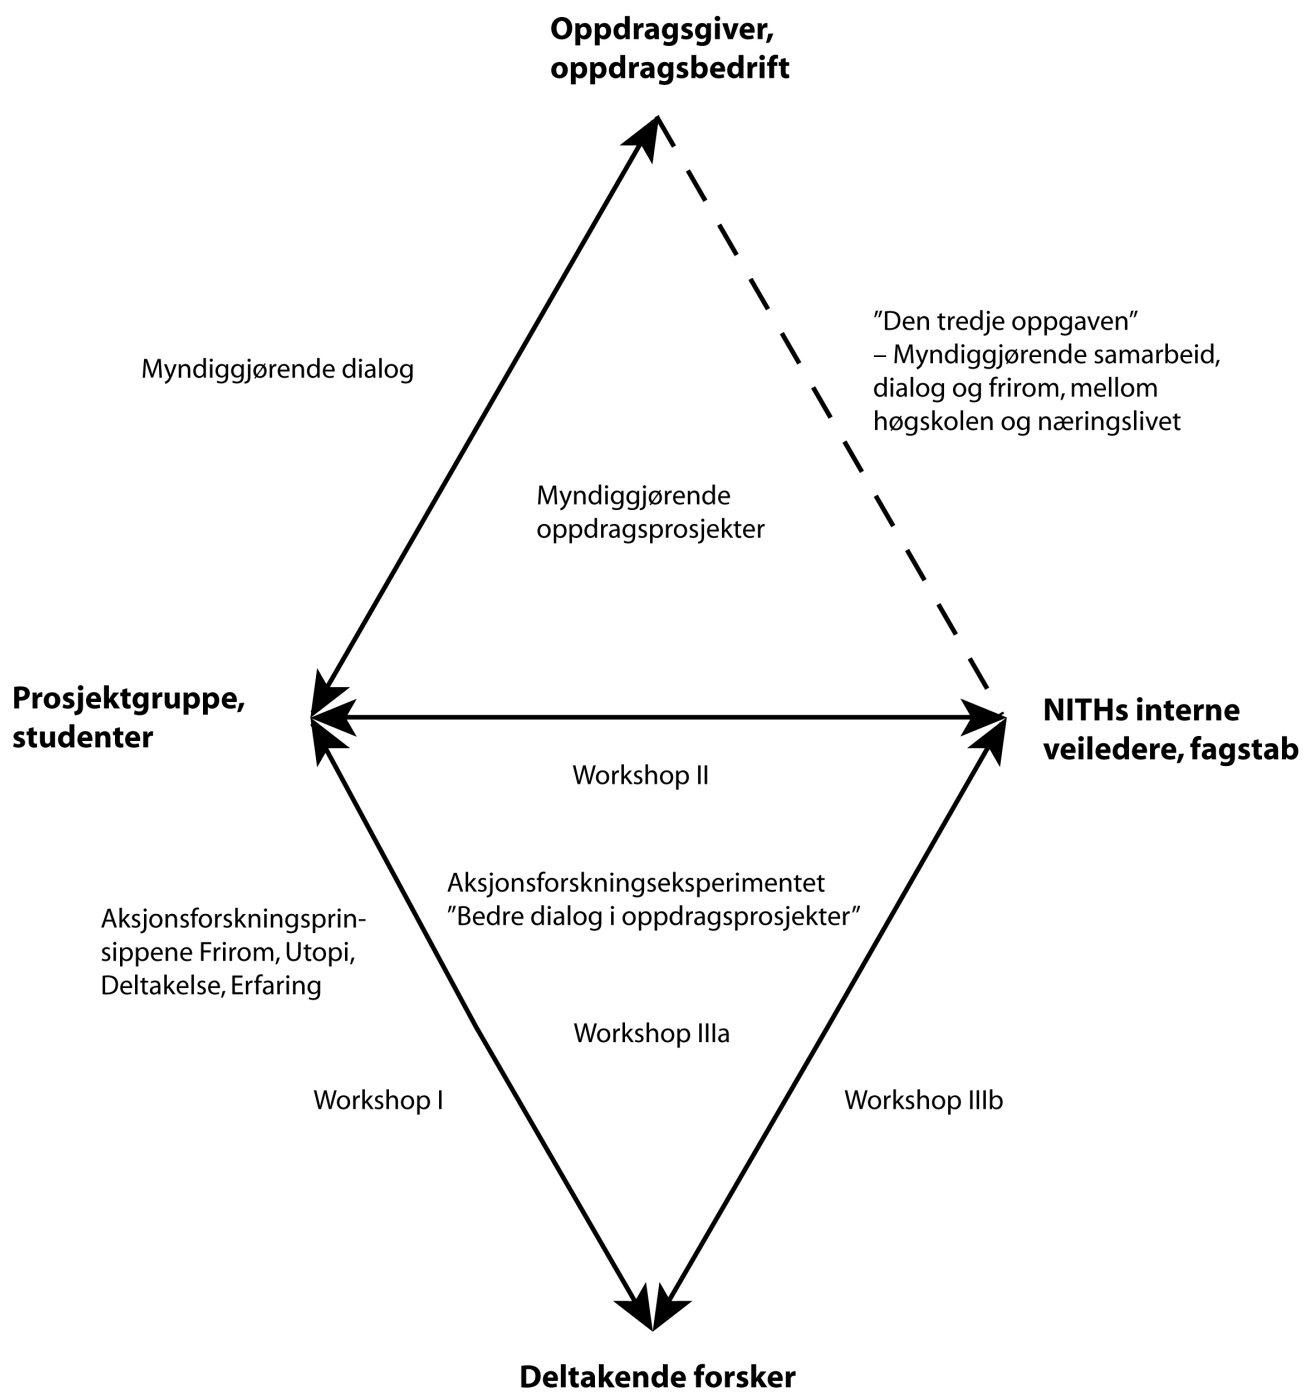 Oppdragsgiver,
oppdragsbedrift
”Den tredje oppgaven”
– Myndiggjørende samarbeid,
dialog og frirom, mellom
høgskolen og næringslivet
Myndiggjørende dialog
Myndiggjørende
oppdragsprosjekter
Prosjektgruppe,
studenter
NITHs interne
veiledere, fagstab
Workshop II
Aksjonsforskningseksperimentet
”Bedre dialog i oppdragsprosjekter”
Aksjonsforskningsprin-
sippene Frirom, Utopi,
Deltakelse, Erfaring
Workshop IIIa
Workshop I
Workshop IIIb
Deltakende forsker